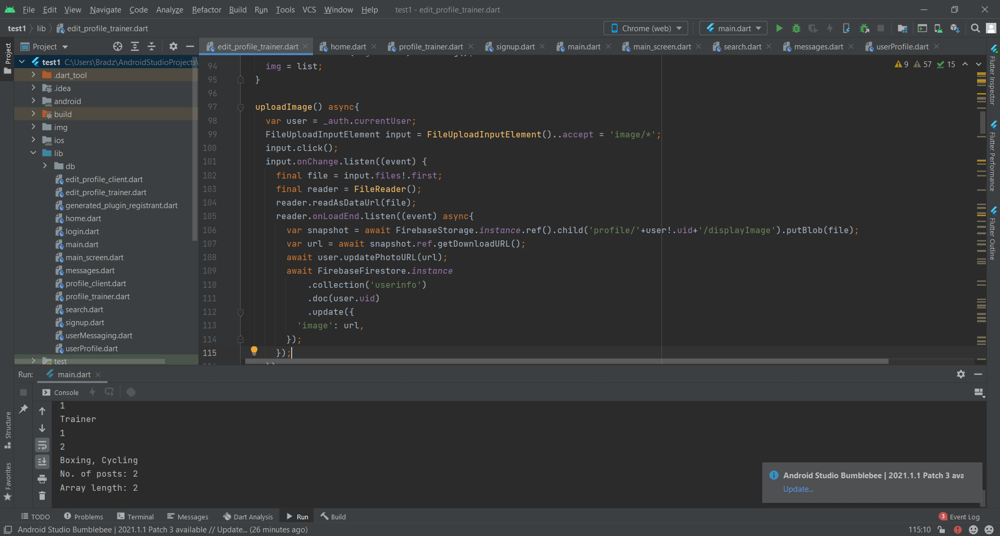 File Edit View Navigate Code Analyze Refactor Build Run Tools VCS Window Help test1 - edit_profile_trainer.dart
test1 lib edit_profile_trainer.dart Chrome (web) main.dart
Project edit_profile_trainer.dart home.dart profile_trainer.dart signup.dart main.dart main_screen.dart search.dart messages.dart userProfile.dart
Project
Structure
Favorites
test1 C:\Users\Bradz\AndroidStudioProjects\
.dart_tool
.idea
android
build
img
ios
lib
db
edit_profile_client.dart
edit_profile_trainer.dart
generated_plugin_registrant.dart
home.dart
login.dart
main.dart
main_screen.dart
messages.dart
profile_client.dart
profile_trainer.dart
search.dart
signup.dart
userMessaging.dart
userProfile.dart
test
9 57 15
94 img = list;
95 }
96
97 uploadImage() async{
98 var user = _auth.currentUser;
99 FileUploadInputElement input = FileUploadInputElement()..accept = 'image/*';
100 input.click();
101 input.onChange.listen((event) {
102 final file = input.files!.first;
103 final reader = FileReader();
104 reader.readAsDataUrl(file);
105 reader.onLoadEnd.listen((event) async{
106 var snapshot = await FirebaseStorage.instance.ref().child('profile/'+user!.uid+'/displayImage').putBlob(file);
107 var url = await snapshot.ref.getDownloadURL();
108 await user.updatePhotoURL(url);
109 await FirebaseFirestore.instance
110 .collection('userinfo')
111 .doc(user.uid)
112 .update({
113 'image': url,
114 });
115 });
Flutter Inspector
Flutter Performance
Flutter Outline
Run: main.dart
Console
1
Trainer
1
2
Boxing, Cycling
No. of posts: 2
Array length: 2
Android Studio Bumblebee | 2021.1.1 Patch 3 ava
Update...
TODO Problems Terminal Messages Dart Analysis Run Build 3 Event Log
Android Studio Bumblebee | 2021.1.1 Patch 3 available // Update... (26 minutes ago) 115:10